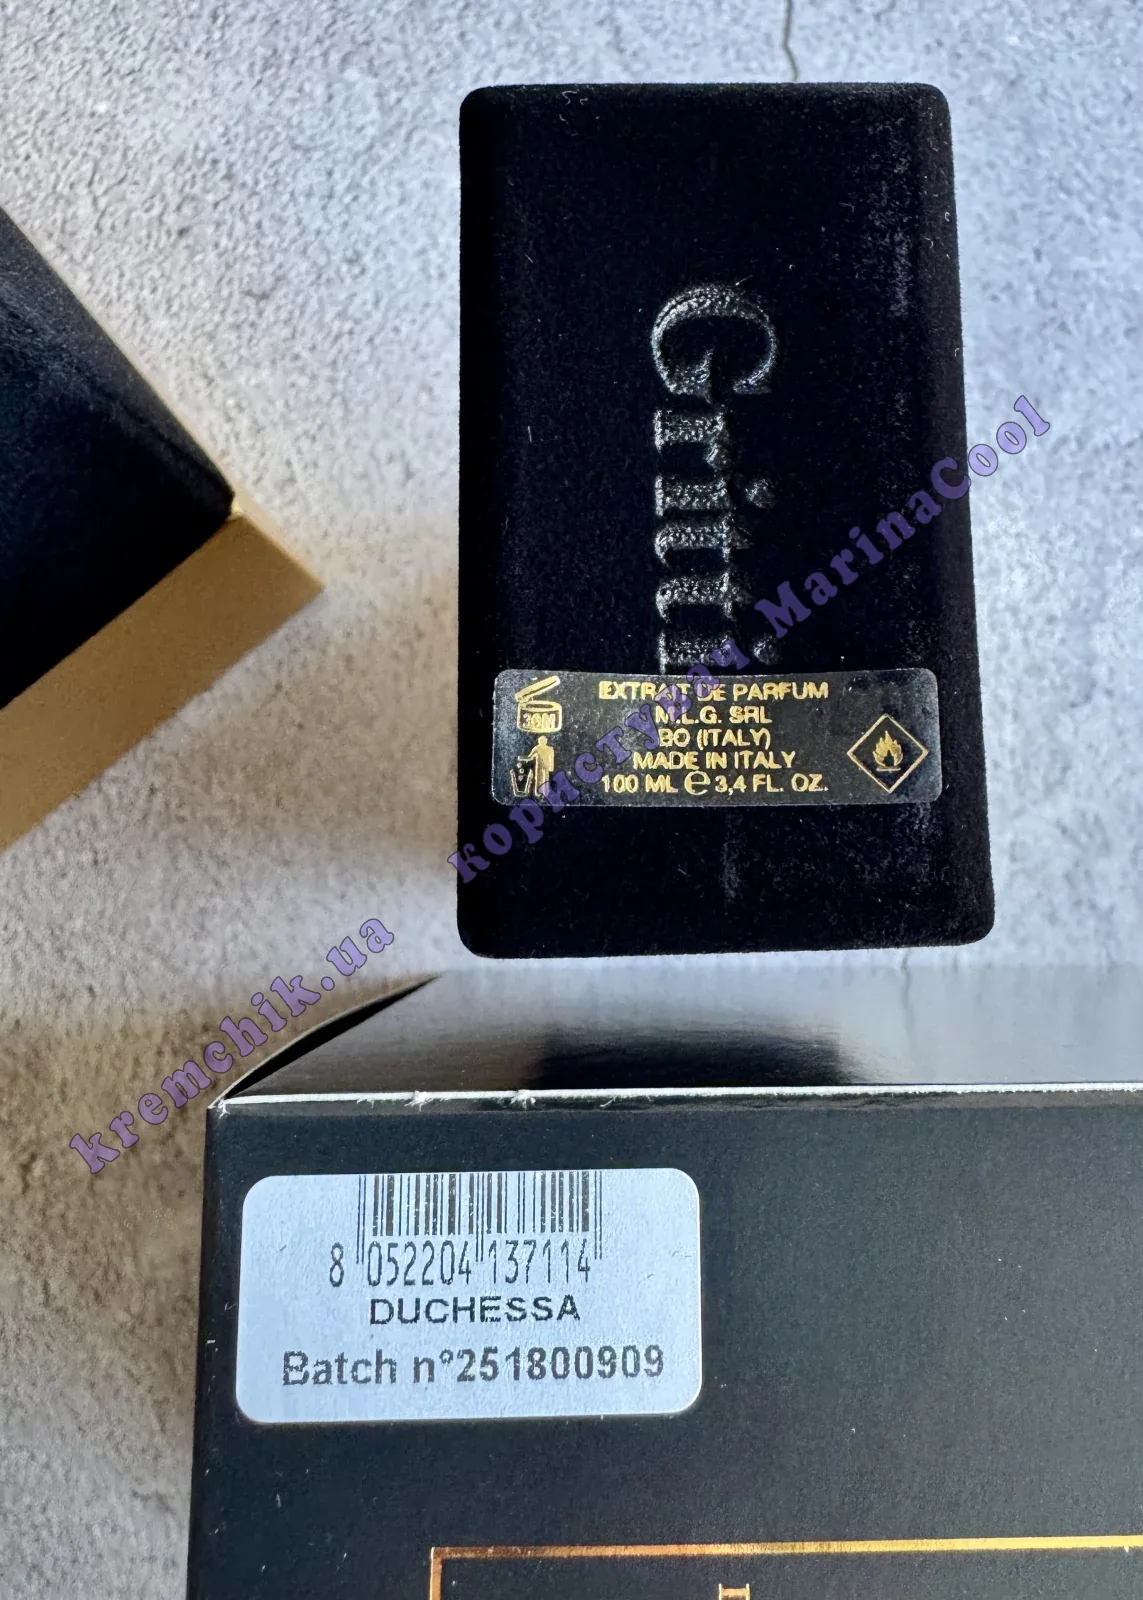 Gritti
36M
EXTRAIT DE PARFUM
M.L.G. SRL
BO (ITALY)
MADE IN ITALY
100 ML ℮ 3,4 FL. OZ.
kremchik.ua користувач MarinaCool
8 052204 137114
DUCHESSA
Batch n°251800909